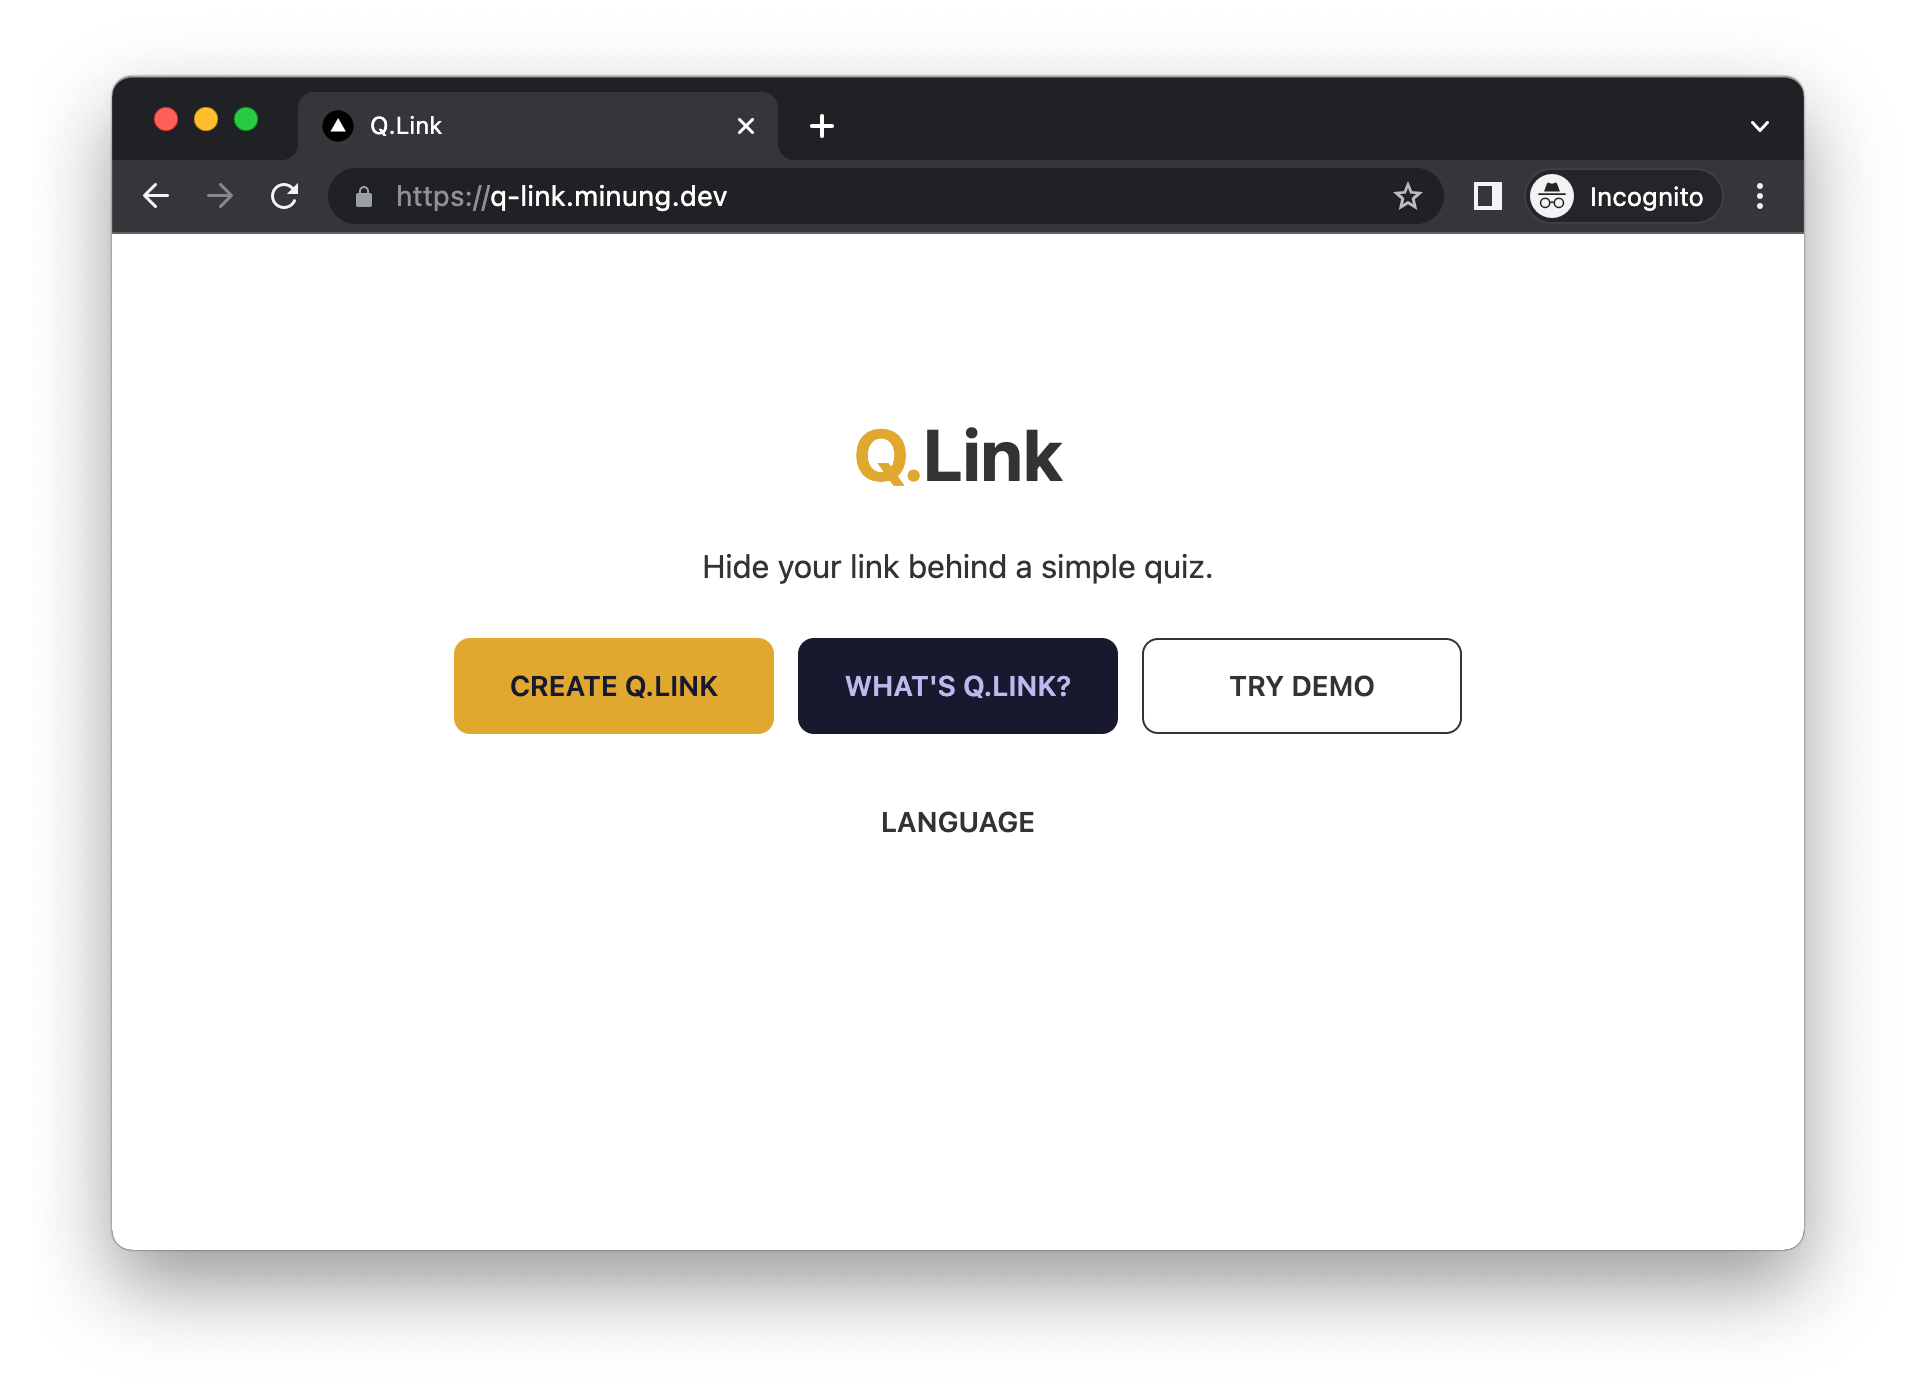 Q.Link
https://q-link.minung.dev
Incognito
Q.Link
Hide your link behind a simple quiz.
CREATE Q.LINK
WHAT'S Q.LINK?
TRY DEMO
LANGUAGE